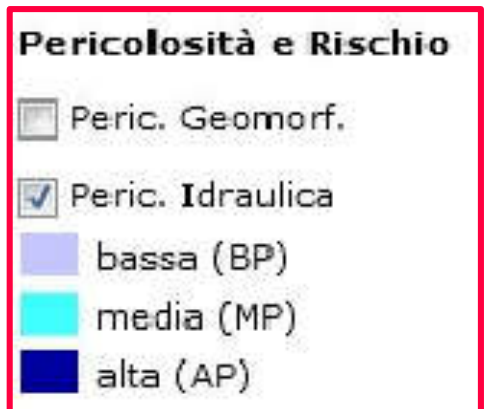 Pericolosità e Rischio
Peric. Geomorf.
Peric. Idraulica
bassa (BP)
media (MP)
alta (AP)